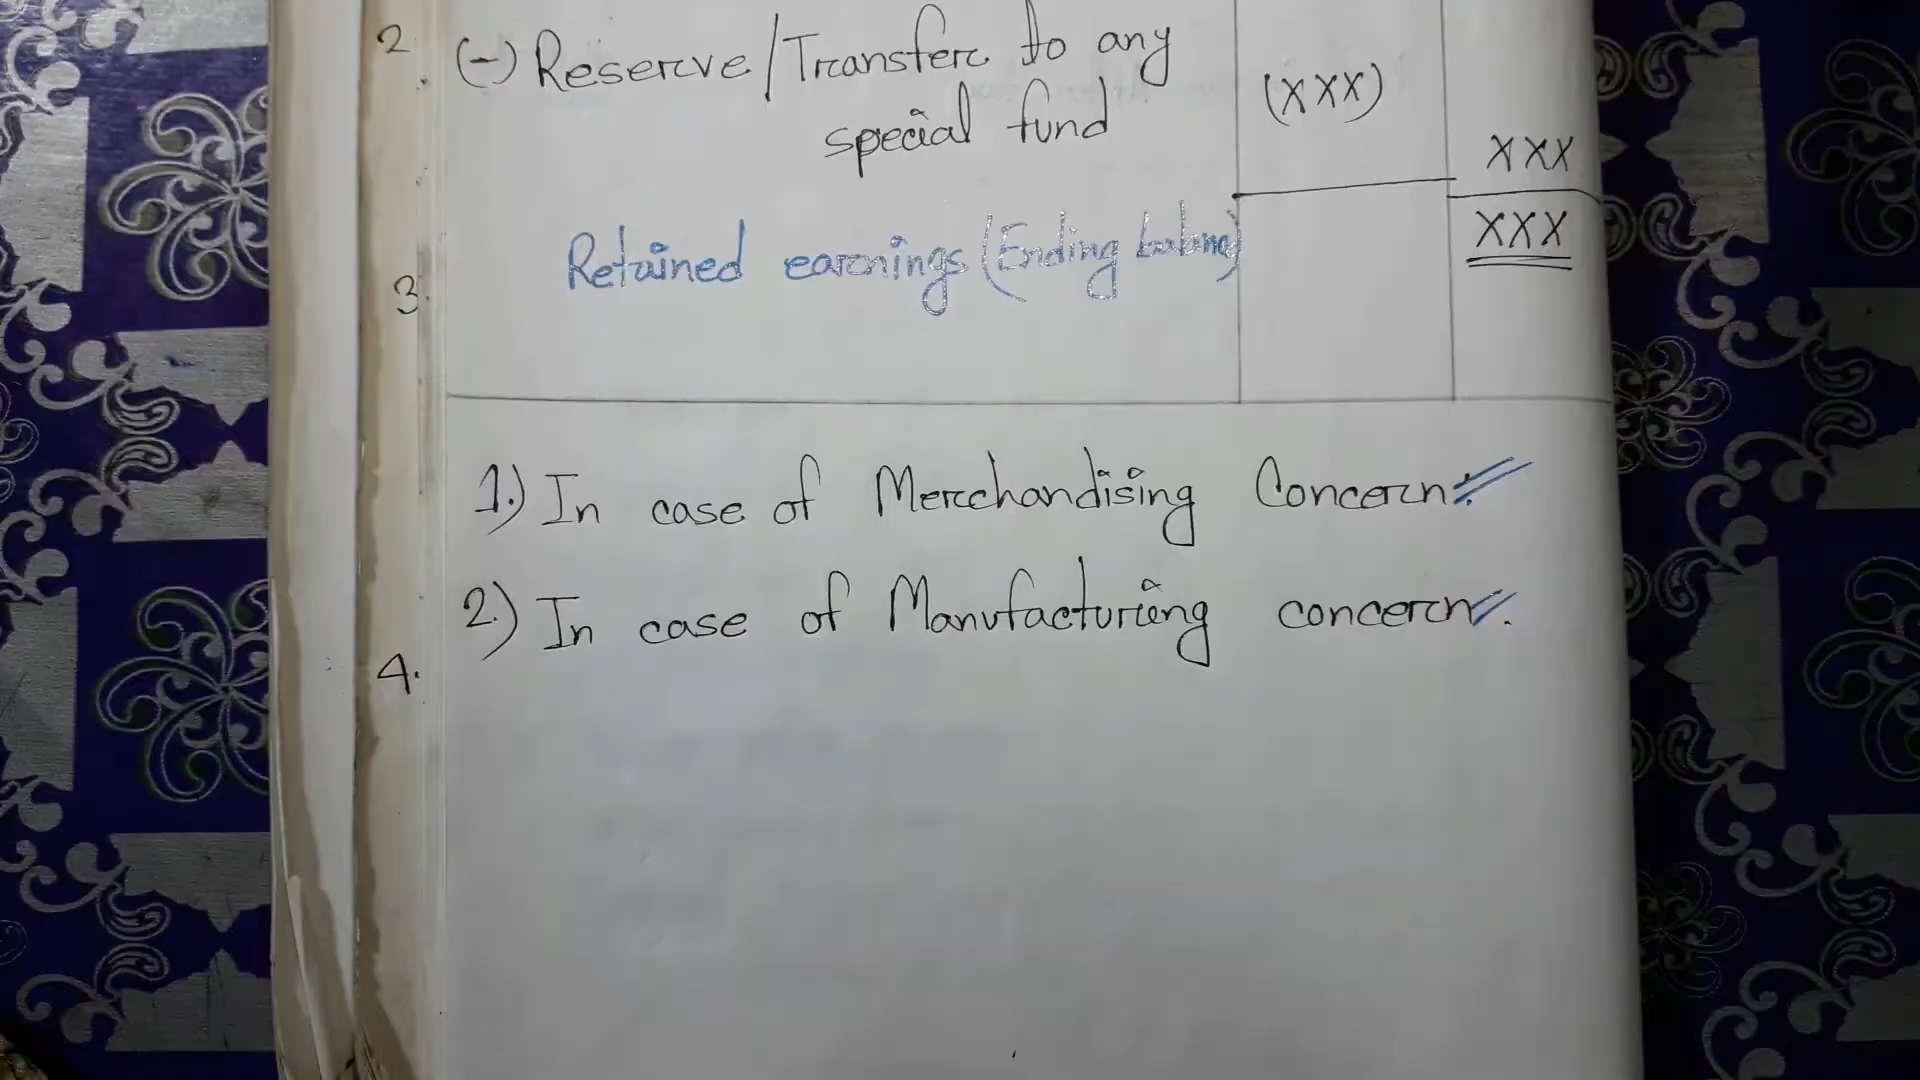 2. (-) Reserve/Transfer to any
special fund
(XXX)
XXX
3. Retained earnings (Ending balance)
XXX
1.) In case of Merchandising Concern:
2.) In case of Manufacturing concern.
4.